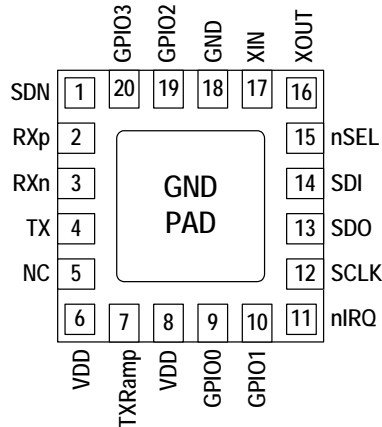 GPIO3 GPIO2 GND XIN XOUT
SDN 1 20 19 18 17 16
RXp 2 15 nSEL
RXn 3 GND 14 SDI
TX 4 PAD 13 SDO
NC 5 12 SCLK
6 7 8 9 10 11 nIRQ
VDD TXRamp VDD GPIO0 GPIO1